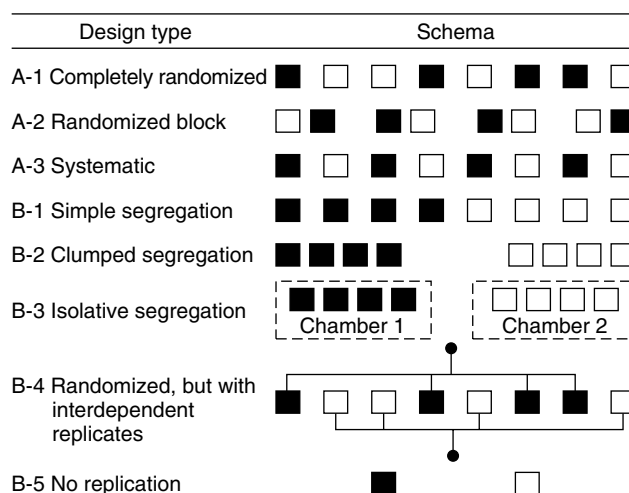 Design type Schema
A-1 Completely randomized
A-2 Randomized block
A-3 Systematic
B-1 Simple segregation
B-2 Clumped segregation
B-3 Isolative segregation
Chamber 1 Chamber 2
B-4 Randomized, but with
interdependent
replicates
B-5 No replication